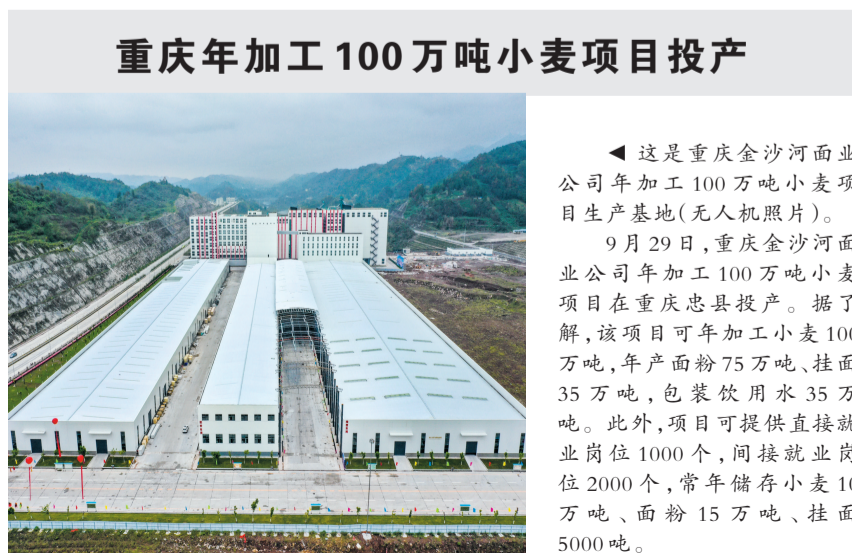 重庆年加工100万吨小麦项目投产
◀ 这是重庆金沙河面业
公司年加工100万吨小麦项
目生产基地(无人机照片)。
9月29日,重庆金沙河面
业公司年加工100万吨小麦
项目在重庆忠县投产。据了
解,该项目可年加工小麦100
万吨,年产面粉75万吨、挂面
35万吨,包装饮用水35万
吨。此外,项目可提供直接就
业岗位1000个,间接就业岗
位2000个,常年储存小麦10
万吨、面粉15万吨、挂面
5000吨。